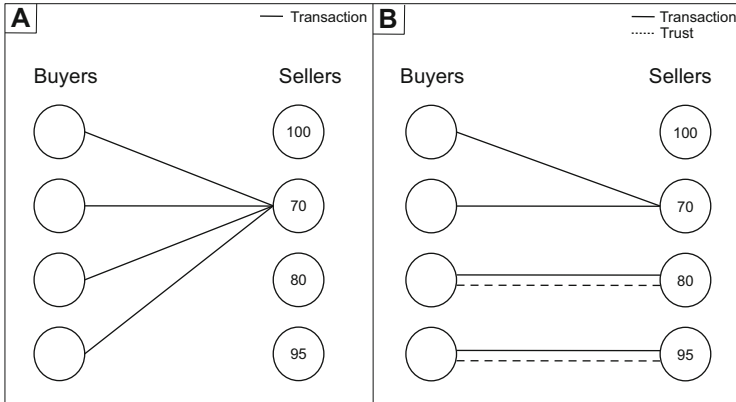 A
Transaction
Buyers
Sellers
100
70
80
95
B
Transaction
Trust
Buyers
Sellers
100
70
80
95